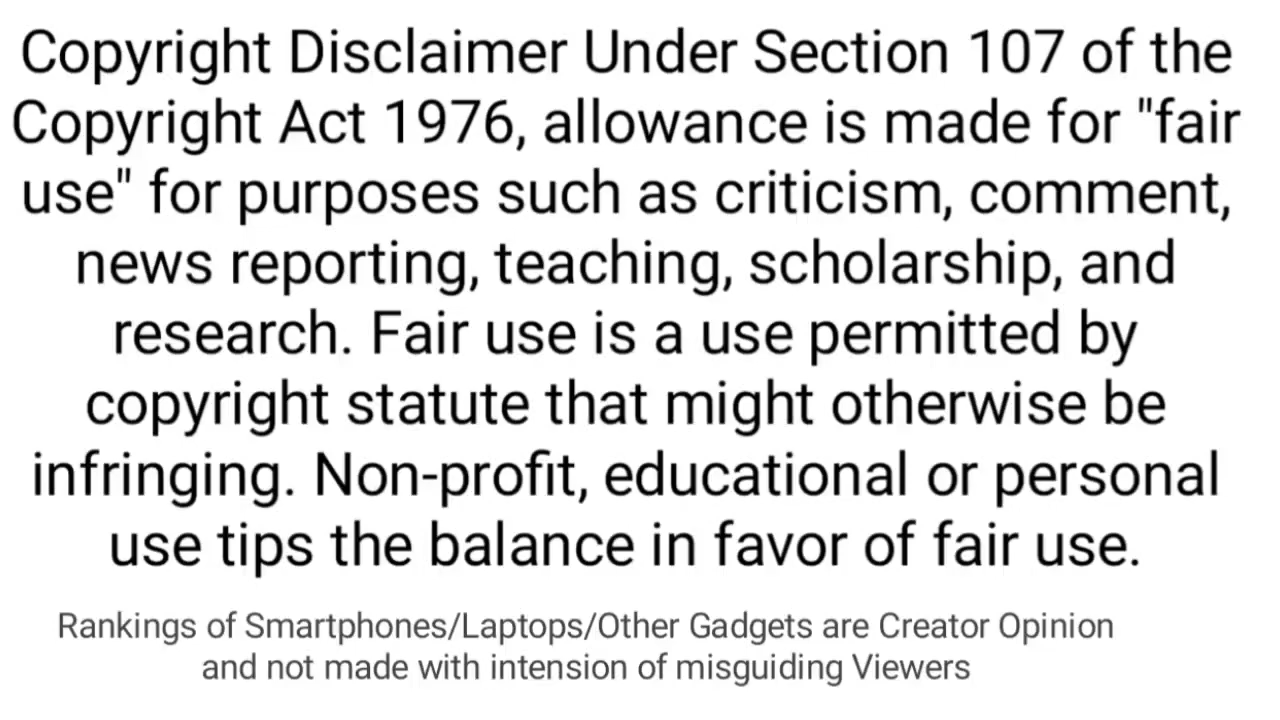 Copyright Disclaimer Under Section 107 of the
Copyright Act 1976, allowance is made for "fair
use" for purposes such as criticism, comment,
news reporting, teaching, scholarship, and
research. Fair use is a use permitted by
copyright statute that might otherwise be
infringing. Non-profit, educational or personal
use tips the balance in favor of fair use.
Rankings of Smartphones/Laptops/Other Gadgets are Creator Opinion
and not made with intension of misguiding Viewers